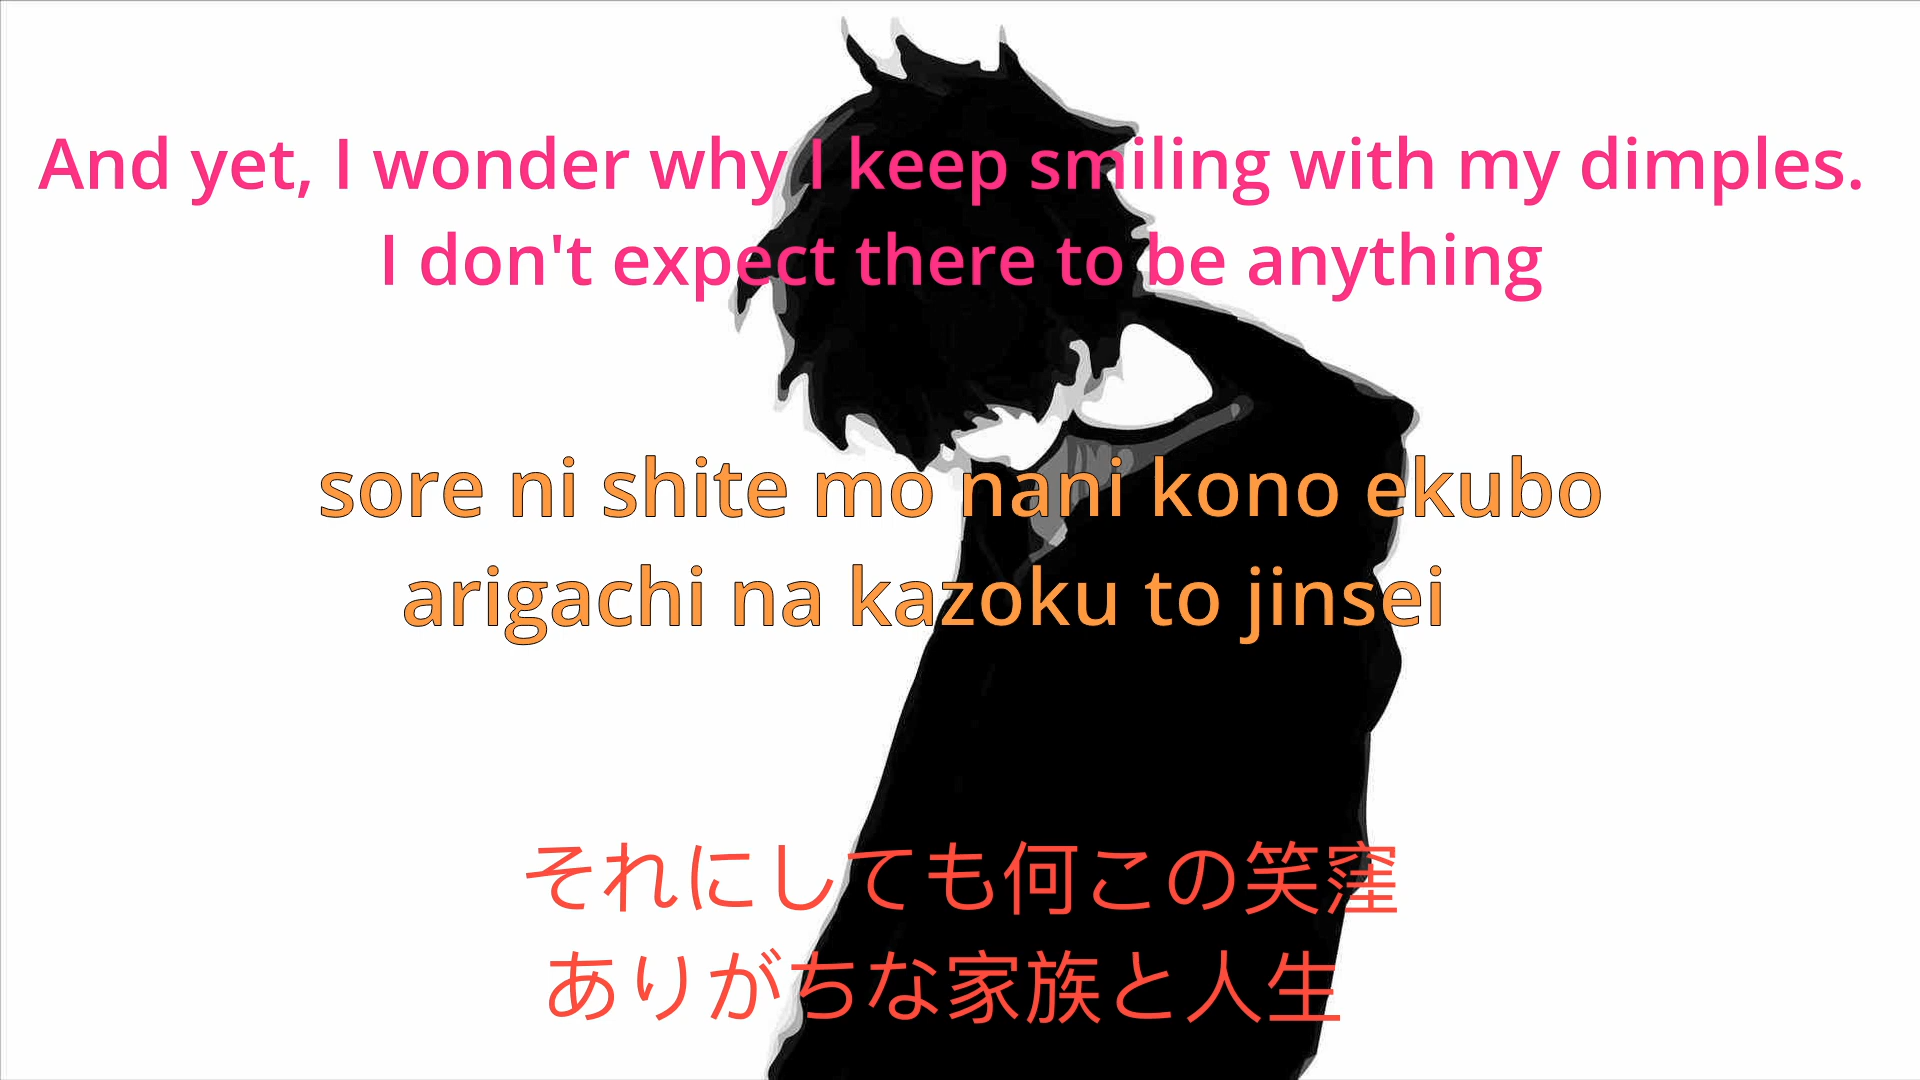 And yet, I wonder why I keep smiling with my dimples.
I don't expect there to be anything
sore ni shite mo nani kono ekubo
arigachi na kazoku to jinsei
それにしても何この笑窪
ありがちな家族と人生